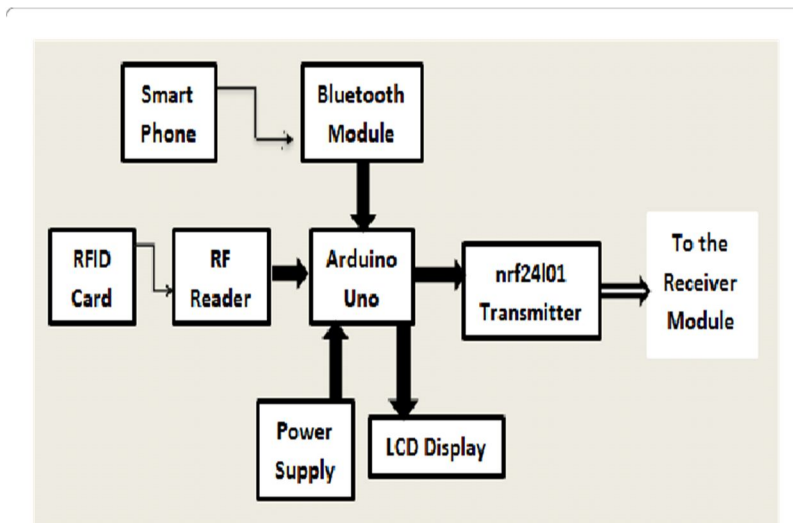 Smart
Phone
Bluetooth
Module
RFID
Card
RF
Reader
Arduino
Uno
nrf24l01
Transmitter
To the
Receiver
Module
Power
Supply
LCD Display